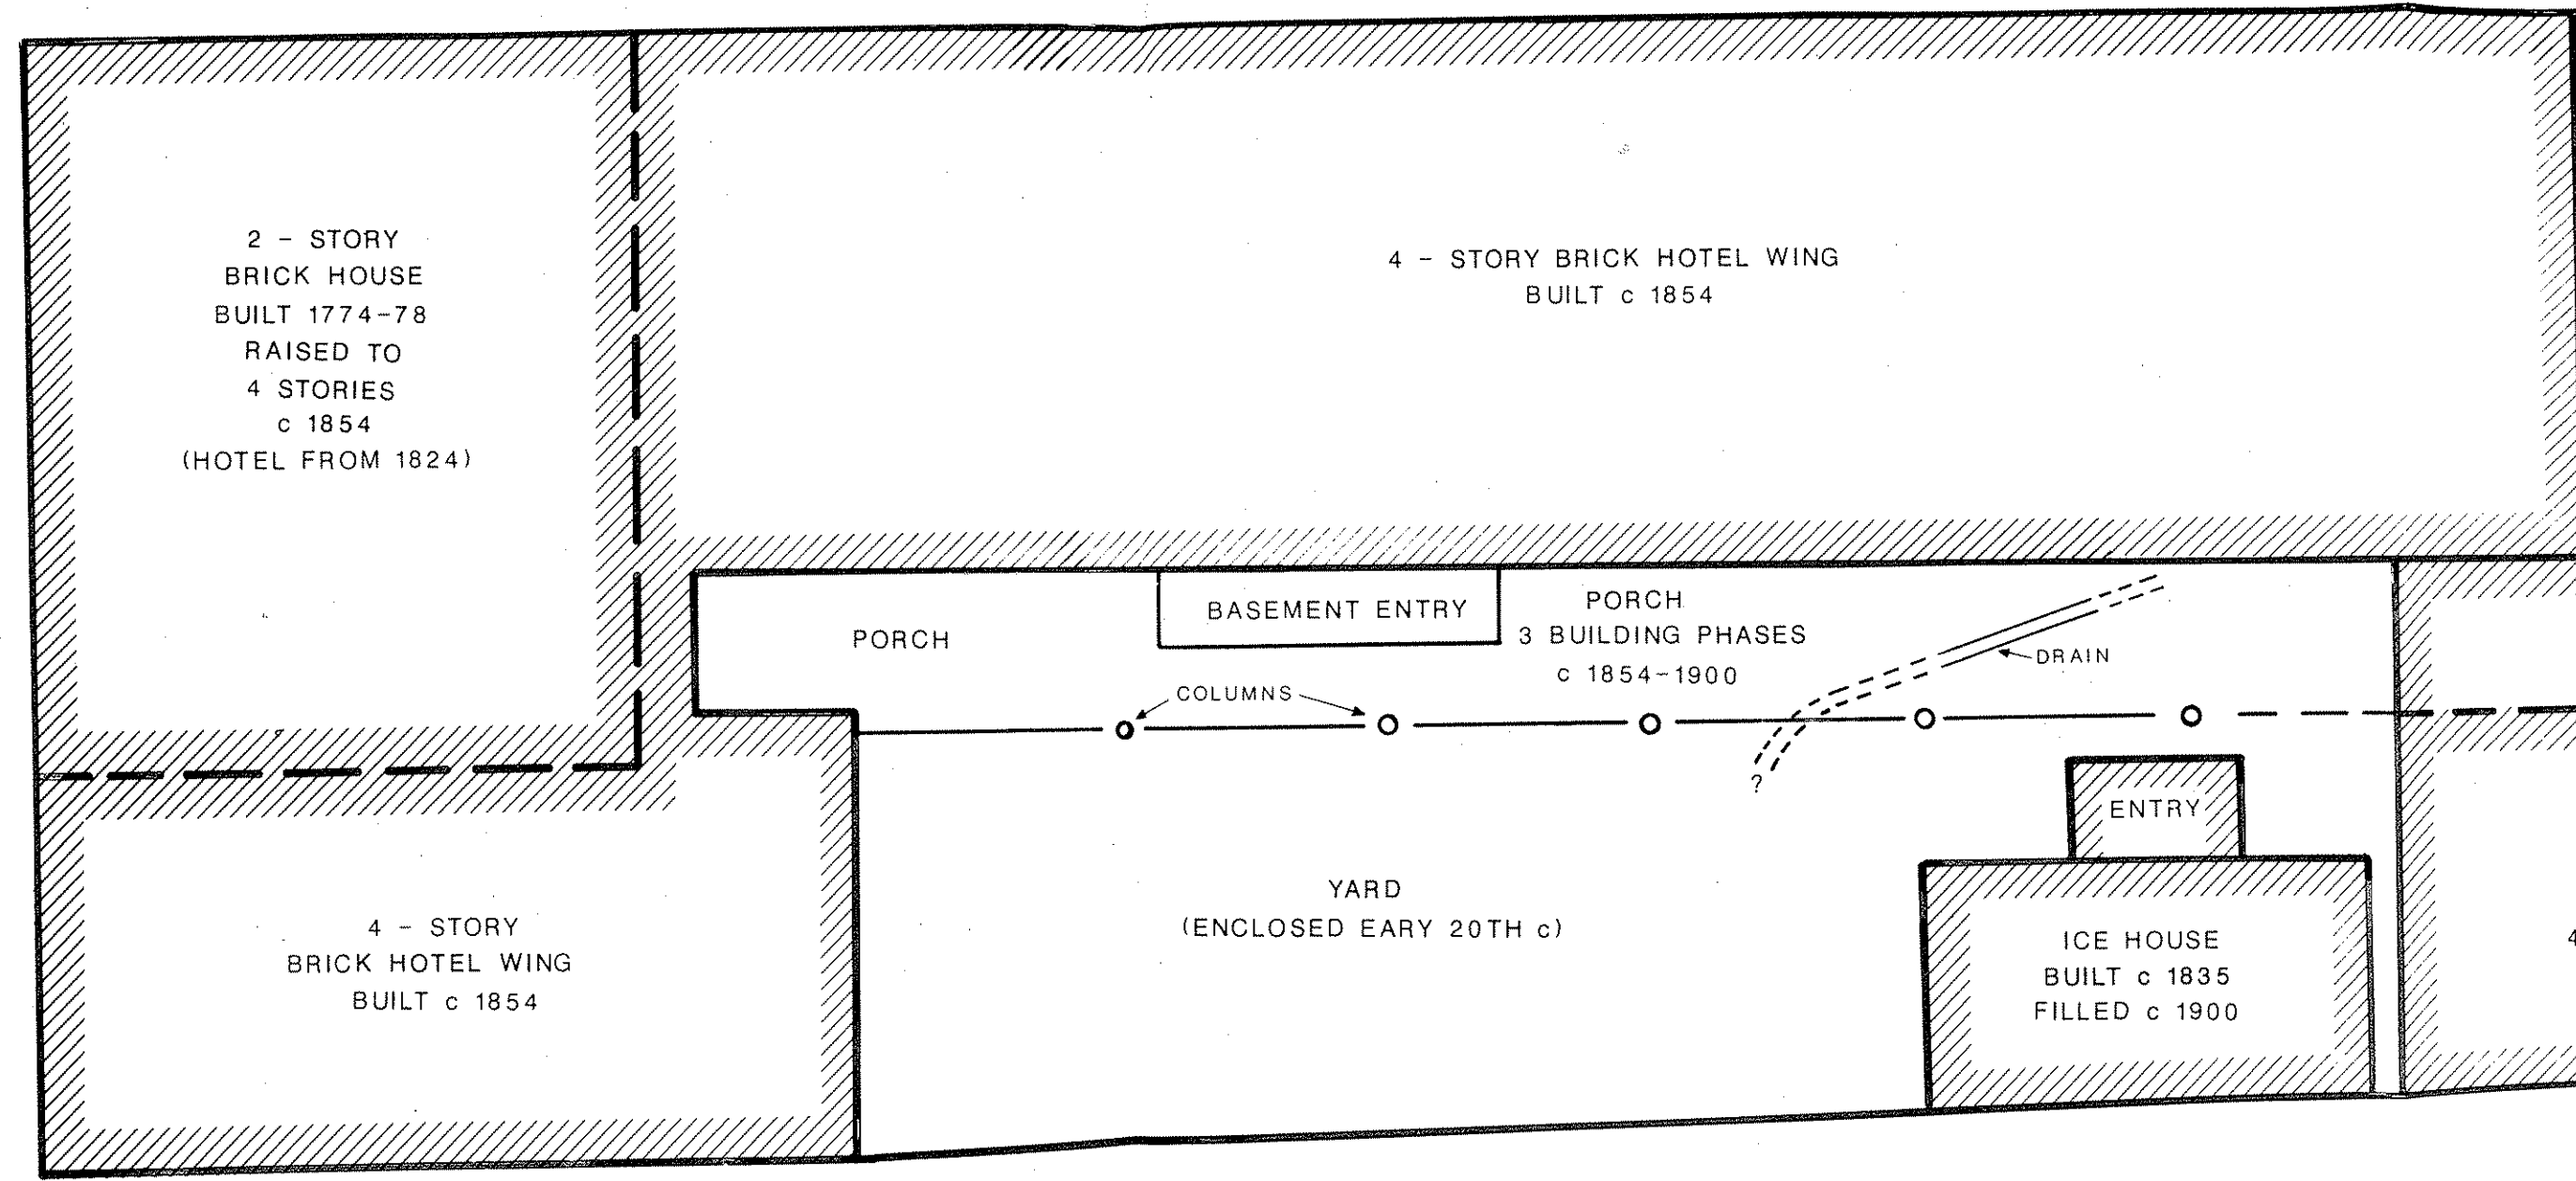 2 - STORY
BRICK HOUSE
BUILT 1774-78
RAISED TO
4 STORIES
c 1854
(HOTEL FROM 1824)
4 - STORY BRICK HOTEL WING
BUILT c 1854
PORCH
BASEMENT ENTRY
PORCH
3 BUILDING PHASES
c 1854-1900
DRAIN
COLUMNS
?
ENTRY
YARD
(ENCLOSED EARY 20TH c)
4 - STORY
BRICK HOTEL WING
BUILT c 1854
ICE HOUSE
BUILT c 1835
FILLED c 1900
4